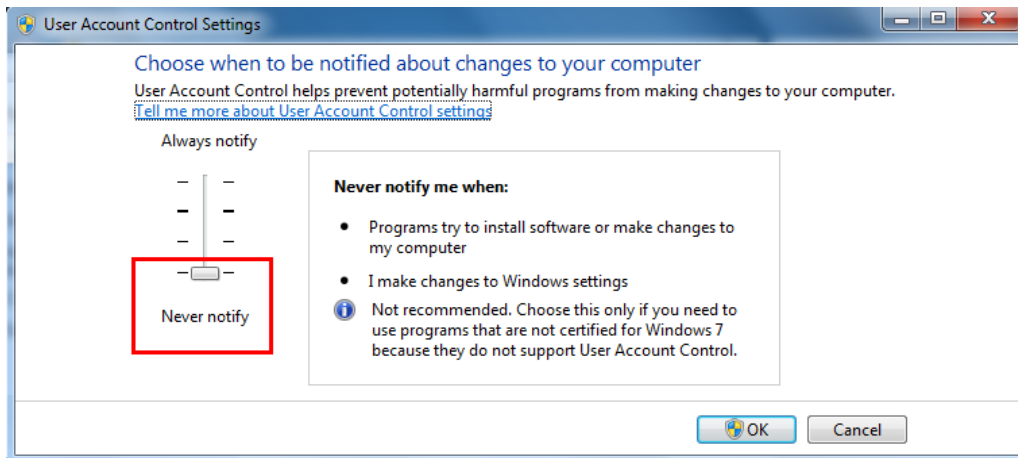 User Account Control Settings
Choose when to be notified about changes to your computer
User Account Control helps prevent potentially harmful programs from making changes to your computer.
Tell me more about User Account Control settings
Always notify
Never notify me when:
• Programs try to install software or make changes to
my computer
• I make changes to Windows settings
Never notify
Not recommended. Choose this only if you need to
use programs that are not certified for Windows 7
because they do not support User Account Control.
OK
Cancel